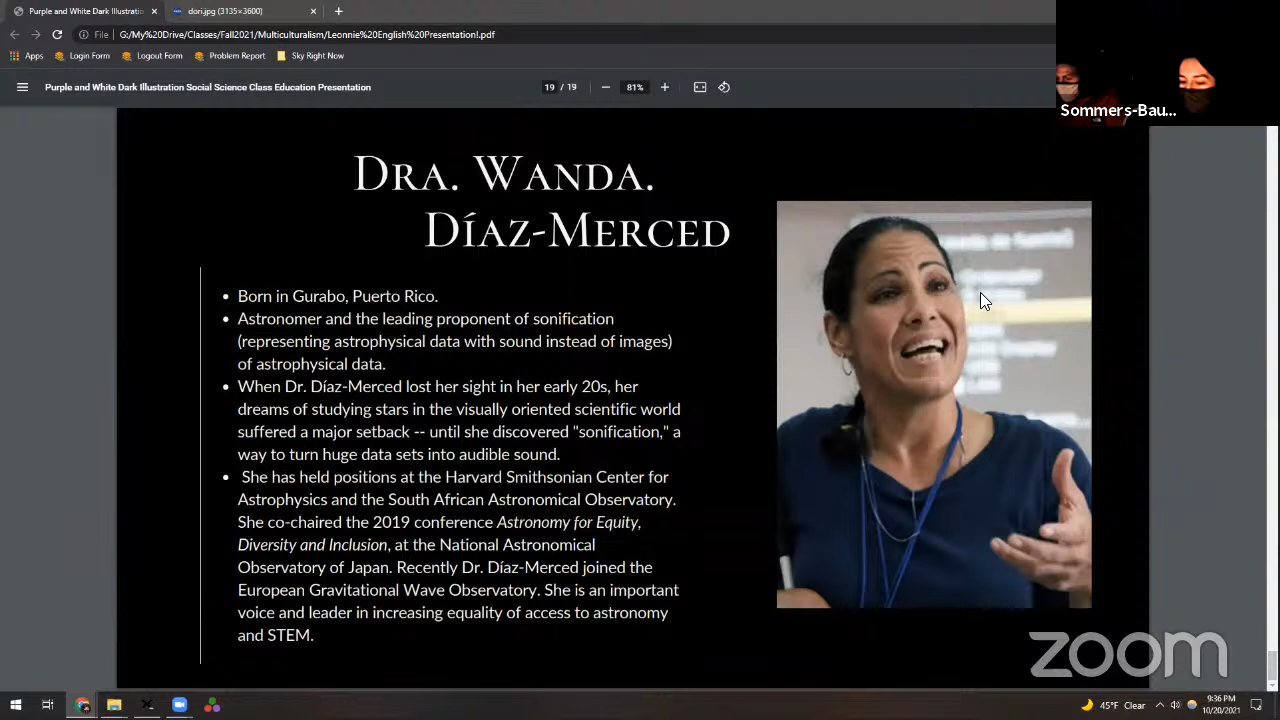 Purple and White Dark Illustratio
dori.jpg (3135×3600)
File
G:/My%20Drive/Classes/Fall2021/Multiculturalism/Leonnie%20English%20Presentation!.pdf
Apps
Login Form
Logout Form
Problem Report
Sky Right Now
Purple and White Dark Illustration Social Science Class Education Presentation
19 / 19
81%
Sommers-Bau...
DRA. WANDA.
DÍAZ-MERCED
• Born in Gurabo, Puerto Rico.
• Astronomer and the leading proponent of sonification
(representing astrophysical data with sound instead of images)
of astrophysical data.
• When Dr. Díaz-Merced lost her sight in her early 20s, her
dreams of studying stars in the visually oriented scientific world
suffered a major setback -- until she discovered "sonification," a
way to turn huge data sets into audible sound.
• She has held positions at the Harvard Smithsonian Center for
Astrophysics and the South African Astronomical Observatory.
She co-chaired the 2019 conference Astronomy for Equity,
Diversity and Inclusion, at the National Astronomical
Observatory of Japan. Recently Dr. Díaz-Merced joined the
European Gravitational Wave Observatory. She is an important
voice and leader in increasing equality of access to astronomy
and STEM.
zoom
45°F Clear
9:36 PM
10/20/2021